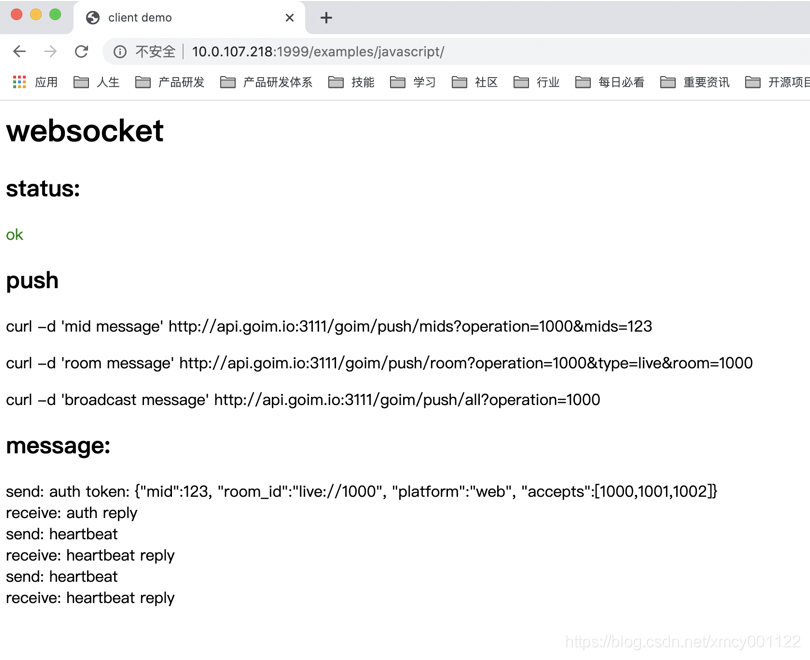 client demo
不安全 10.0.107.218:1999/examples/javascript/
应用 人生 产品研发 产品研发体系 技能 学习 社区 行业 每日必看 重要资讯 开源项目
websocket
status:
ok
push
curl -d 'mid message' http://api.goim.io:3111/goim/push/mids?operation=1000&mids=123
curl -d 'room message' http://api.goim.io:3111/goim/push/room?operation=1000&type=live&room=1000
curl -d 'broadcast message' http://api.goim.io:3111/goim/push/all?operation=1000
message:
send: auth token: {"mid":123, "room_id":"live://1000", "platform":"web", "accepts":[1000,1001,1002]}
receive: auth reply
send: heartbeat
receive: heartbeat reply
send: heartbeat
receive: heartbeat reply
https://blog.csdn.net/xmcy001122